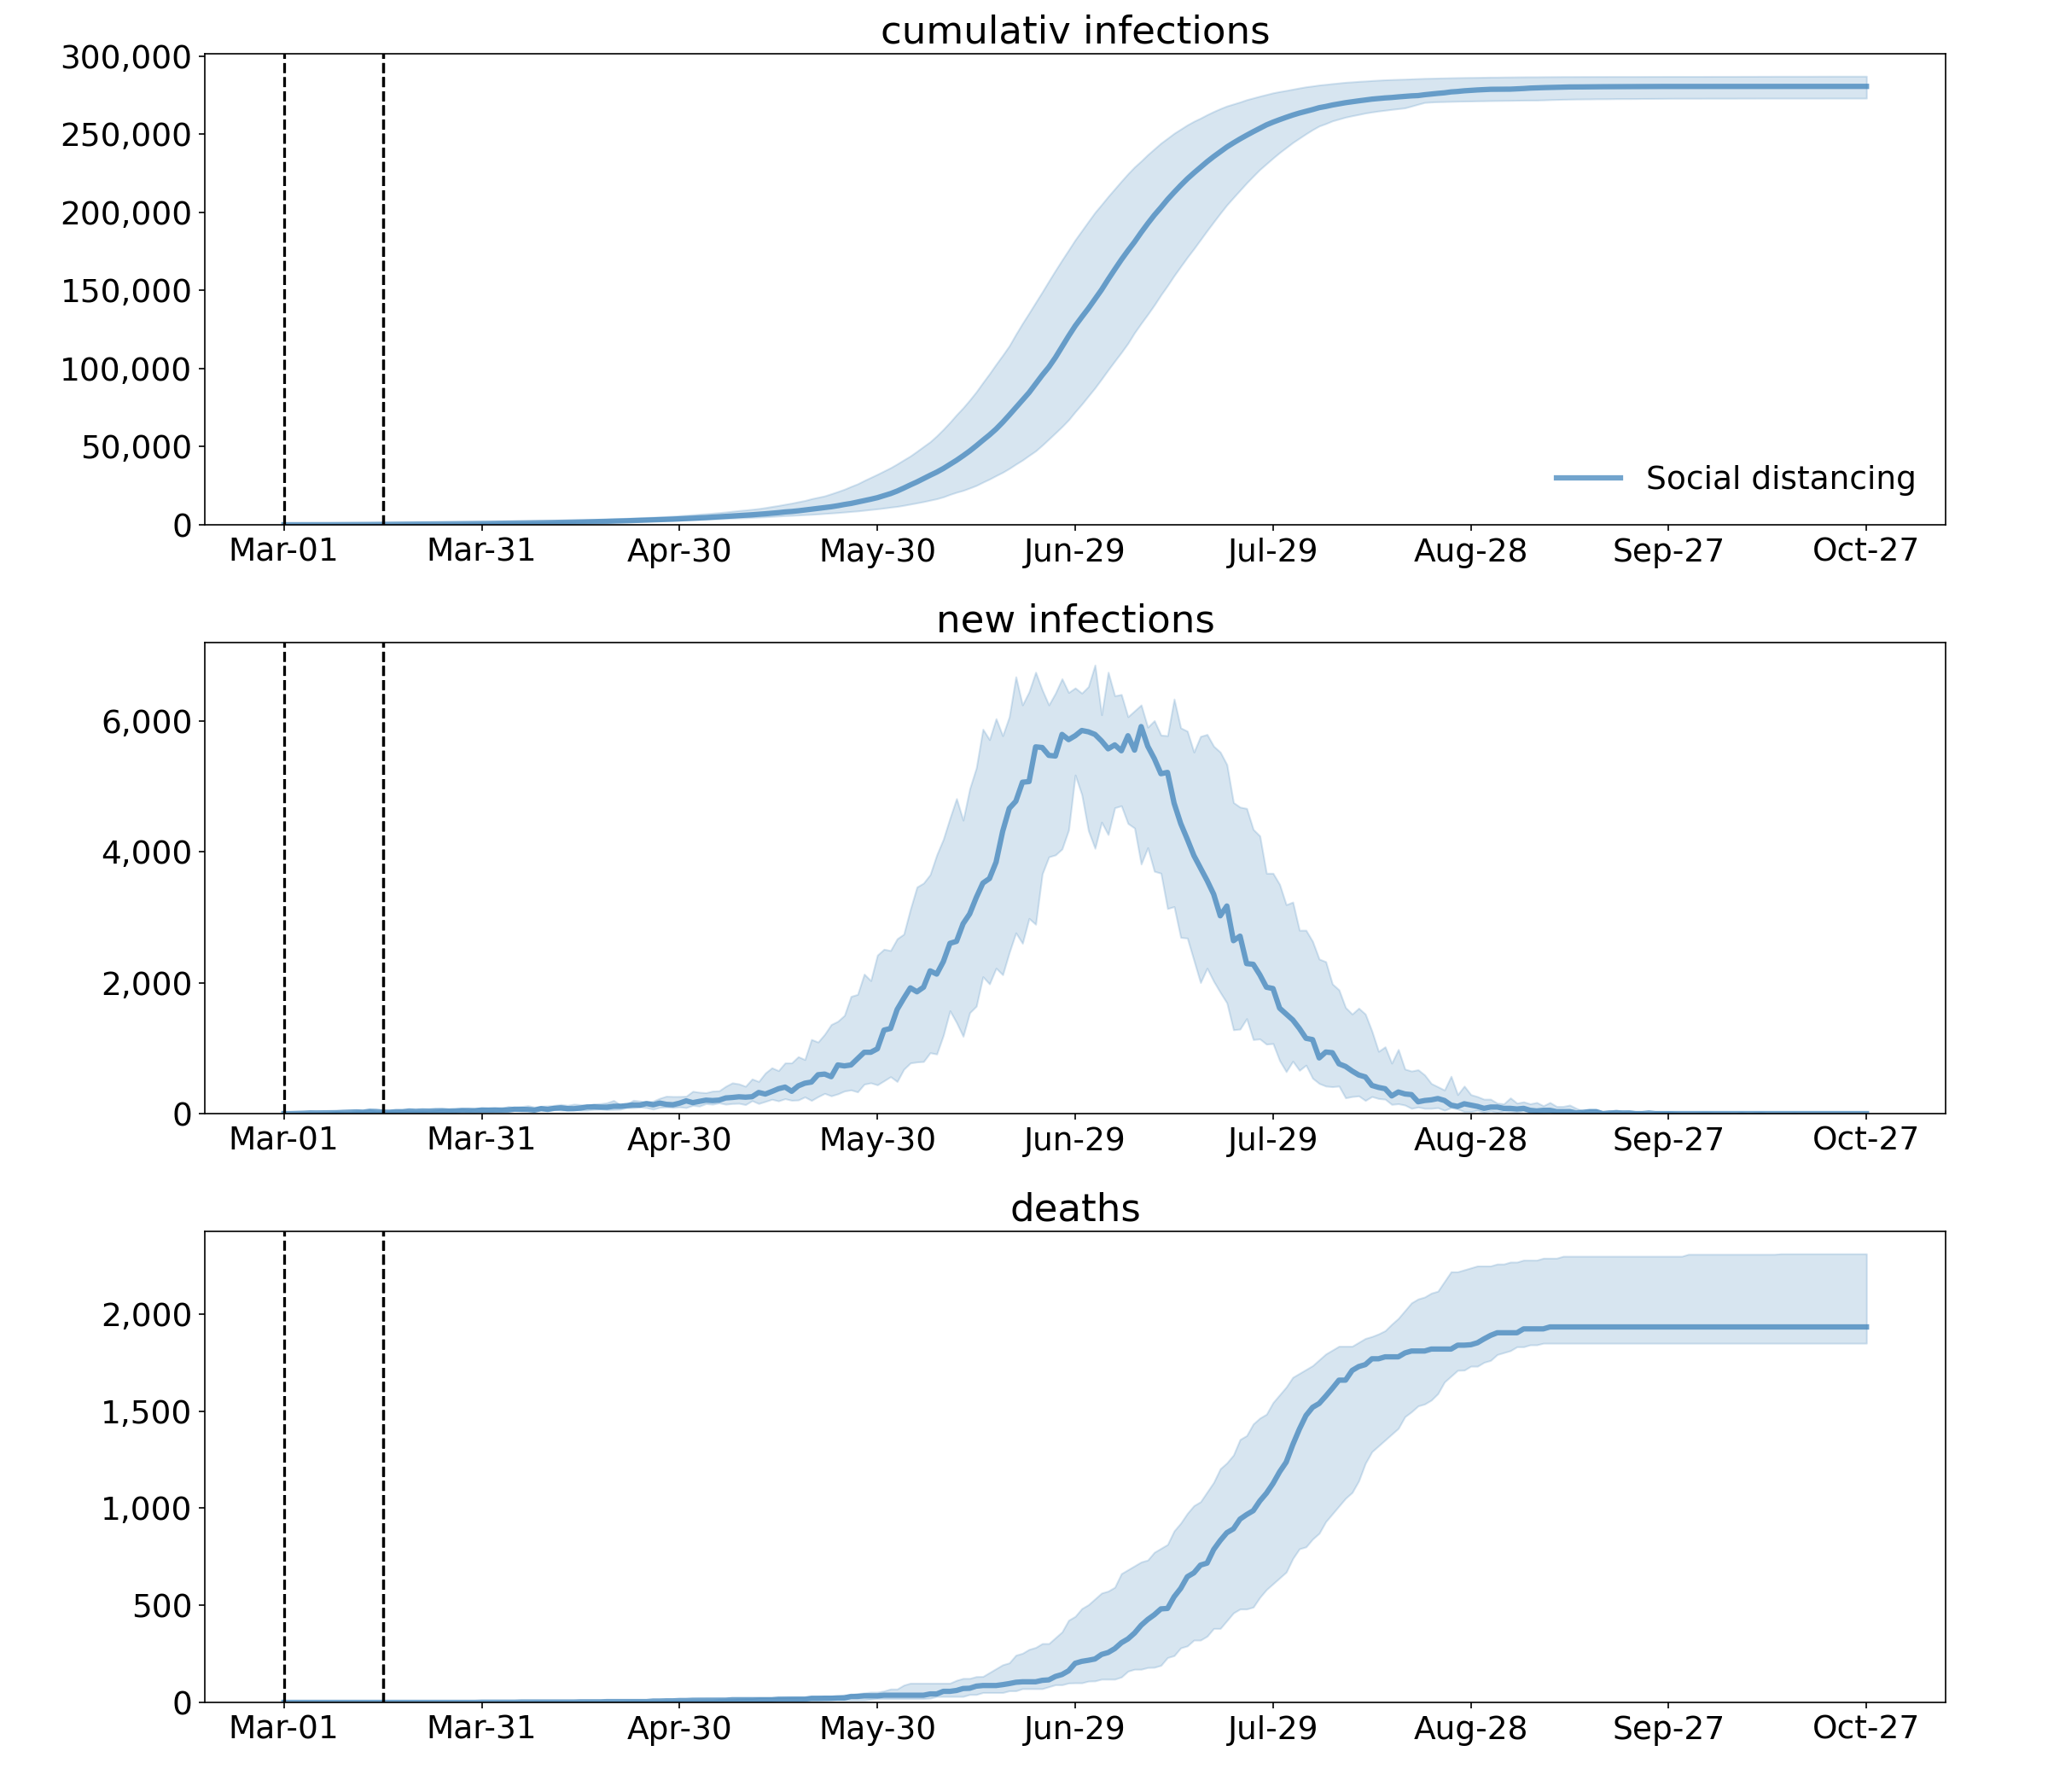 cumulativ infections
300,000
250,000
200,000
150,000
100,000
50,000
0
Social distancing
Mar-01 Mar-31 Apr-30 May-30 Jun-29 Jul-29 Aug-28 Sep-27 Oct-27
new infections
6,000
4,000
2,000
0
Mar-01 Mar-31 Apr-30 May-30 Jun-29 Jul-29 Aug-28 Sep-27 Oct-27
deaths
2,000
1,500
1,000
500
0
Mar-01 Mar-31 Apr-30 May-30 Jun-29 Jul-29 Aug-28 Sep-27 Oct-27